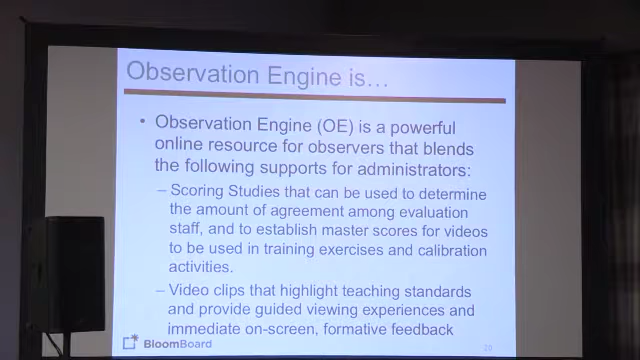 Observation Engine is…
• Observation Engine (OE) is a powerful
online resource for observers that blends
the following supports for administrators:
– Scoring Studies that can be used to determine
the amount of agreement among evaluation
staff, and to establish master scores for videos
to be used in training exercises and calibration
activities.
– Video clips that highlight teaching standards
and provide guided viewing experiences and
immediate on-screen, formative feedback
BloomBoard
20